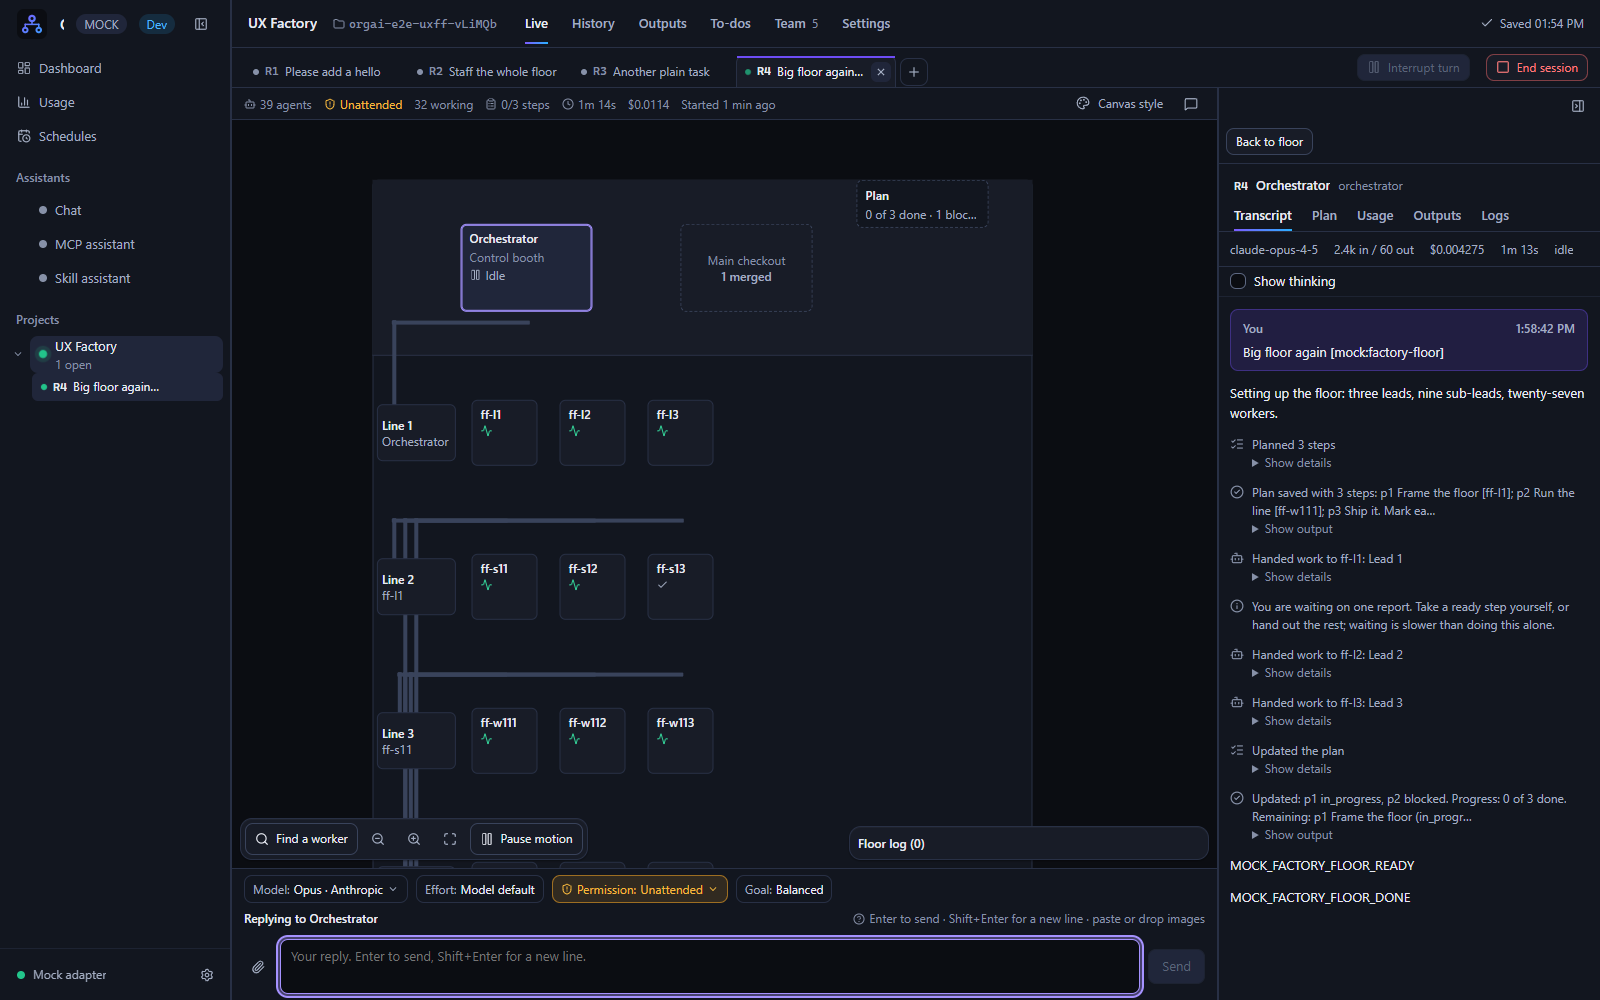 MOCK
Dev
Dashboard
Usage
Schedules
Assistants
Chat
MCP assistant
Skill assistant
Projects
UX Factory
1 open
R4 Big floor again...
Mock adapter
UX Factory
orgai-e2e-uxff-vLiMQb
Live
History
Outputs
To-dos
Team 5
Settings
Saved 01:54 PM
R1 Please add a hello
R2 Staff the whole floor
R3 Another plain task
R4 Big floor again...
Interrupt turn
End session
39 agents
Unattended
32 working
0/3 steps
1m 14s
$0.0114
Started 1 min ago
Canvas style
Plan
0 of 3 done · 1 bloc...
Orchestrator
Control booth
Idle
Main checkout
1 merged
Line 1
Orchestrator
ff-l1
ff-l2
ff-l3
Line 2
ff-l1
ff-s11
ff-s12
ff-s13
Line 3
ff-s11
ff-w111
ff-w112
ff-w113
Find a worker
Pause motion
Floor log (0)
Model: Opus · Anthropic
Effort: Model default
Permission: Unattended
Goal: Balanced
Replying to Orchestrator
Enter to send · Shift+Enter for a new line · paste or drop images
Your reply. Enter to send, Shift+Enter for a new line.
Send
Back to floor
R4 Orchestrator orchestrator
Transcript
Plan
Usage
Outputs
Logs
claude-opus-4-5
2.4k in / 60 out
$0.004275
1m 13s
idle
Show thinking
You
1:58:42 PM
Big floor again [mock:factory-floor]
Setting up the floor: three leads, nine sub-leads, twenty-seven
workers.
Planned 3 steps
Show details
Plan saved with 3 steps: p1 Frame the floor [ff-l1]; p2 Run the
line [ff-w111]; p3 Ship it. Mark ea...
Show output
Handed work to ff-l1: Lead 1
Show details
You are waiting on one report. Take a ready step yourself, or
hand out the rest; waiting is slower than doing this alone.
Handed work to ff-l2: Lead 2
Show details
Handed work to ff-l3: Lead 3
Show details
Updated the plan
Show details
Updated: p1 in_progress, p2 blocked. Progress: 0 of 3 done.
Remaining: p1 Frame the floor (in_progr...
Show output
MOCK_FACTORY_FLOOR_READY
MOCK_FACTORY_FLOOR_DONE